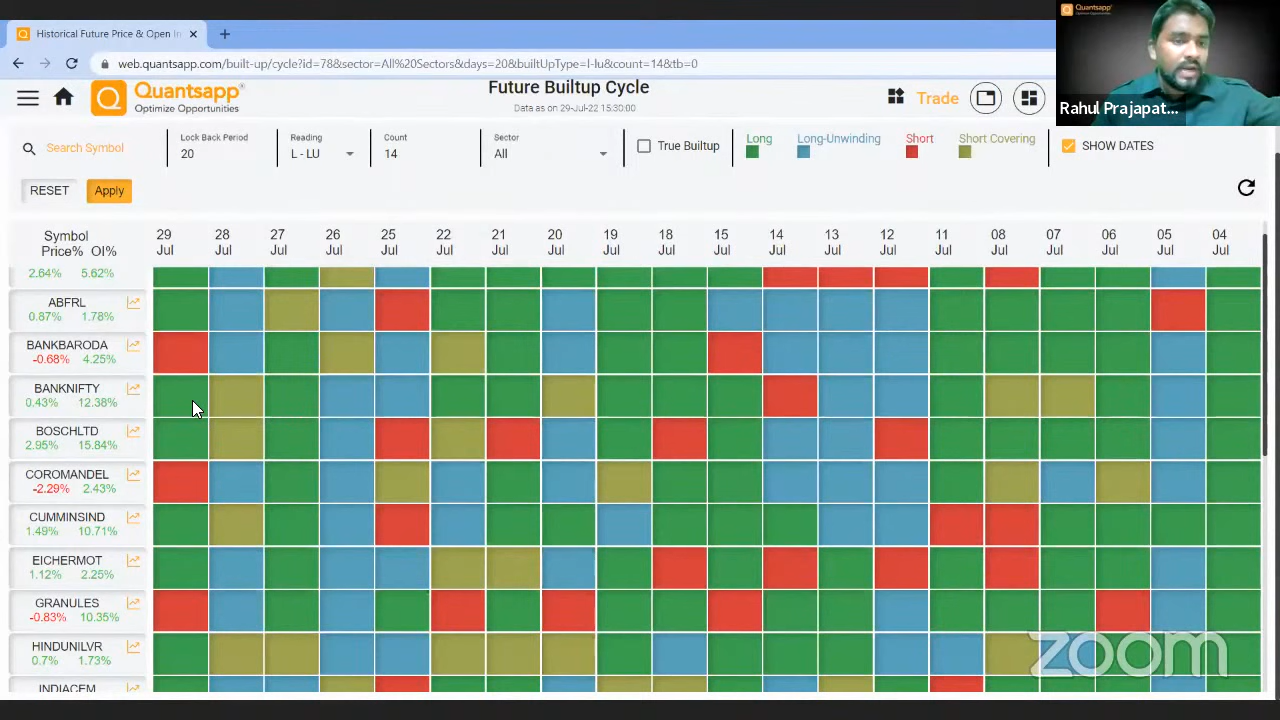 Historical Future Price & Open In
web.quantsapp.com/built-up/cycle?id=78&sector=All%20Sectors&days=20&builtUpType=l-lu&count=14&tb=0
Quantsapp
Rahul Prajapat...
Quantsapp
Optimize Opportunities
Future Builtup Cycle
Data as on 29-Jul-22 15:30:00
Trade
Search Symbol
Lock Back Period
20
Reading
L - LU
Count
14
Sector
All
True Builtup
Long
Long-Unwinding
Short
Short Covering
SHOW DATES
RESET
Apply
Symbol
Price% OI%
29 Jul
28 Jul
27 Jul
26 Jul
25 Jul
22 Jul
21 Jul
20 Jul
19 Jul
18 Jul
15 Jul
14 Jul
13 Jul
12 Jul
11 Jul
08 Jul
07 Jul
06 Jul
05 Jul
04 Jul
2.64% 5.62%
ABFRL
0.87% 1.78%
BANKBARODA
-0.68% 4.25%
BANKNIFTY
0.43% 12.38%
BOSCHLTD
2.95% 15.84%
COROMANDEL
-2.29% 2.43%
CUMMINSIND
1.49% 10.71%
EICHERMOT
1.12% 2.25%
GRANULES
-0.83% 10.35%
HINDUNILVR
0.7% 1.73%
INDIACEM
zoom